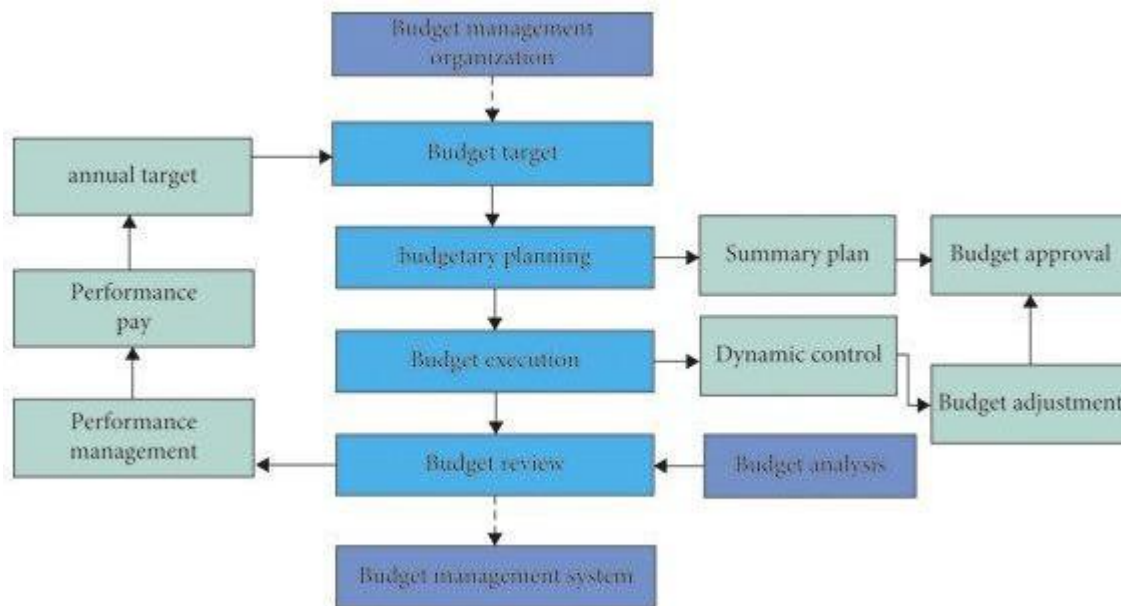 Budget management
organization
Budget target
annual target
budgetary planning
Summary plan
Budget approval
Performance
pay
Budget execution
Dynamic control
Budget adjustment
Performance
management
Budget review
Budget analysis
Budget management system